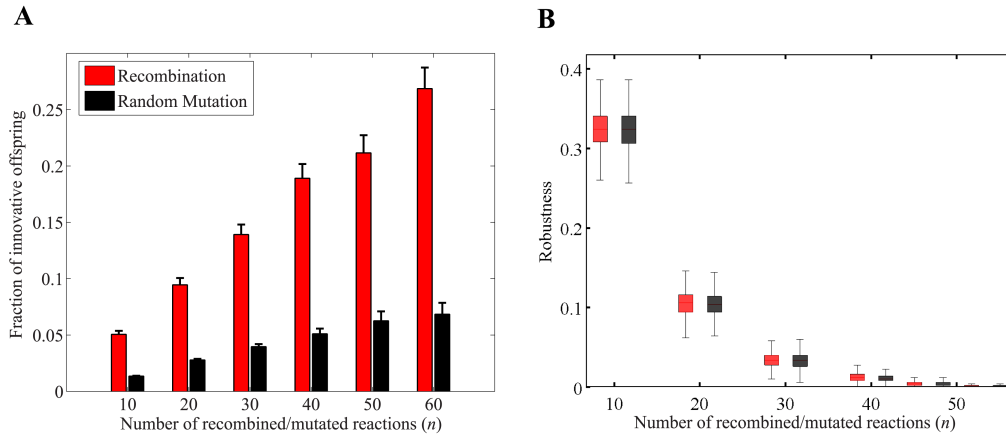 A
Fraction of innovative offspring
0.25
0.2
0.15
0.1
0.05
0
Recombination
Random Mutation
10 20 30 40 50 60
Number of recombined/mutated reactions (n)
B
Robustness
0.4
0.3
0.2
0.1
0
10 20 30 40 50
Number of recombined/mutated reactions (n)